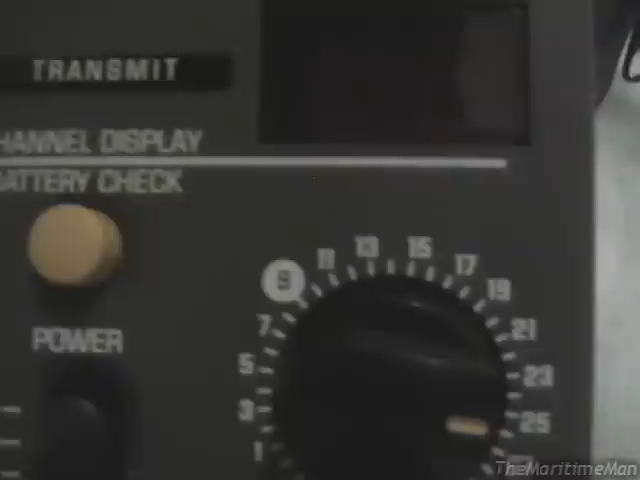 TRANSMIT
HANNEL DISPLAY
ATTERY CHECK
POWER
1
3
5
7
9
11
13
15
17
19
21
23
25
TheMaritimeMan